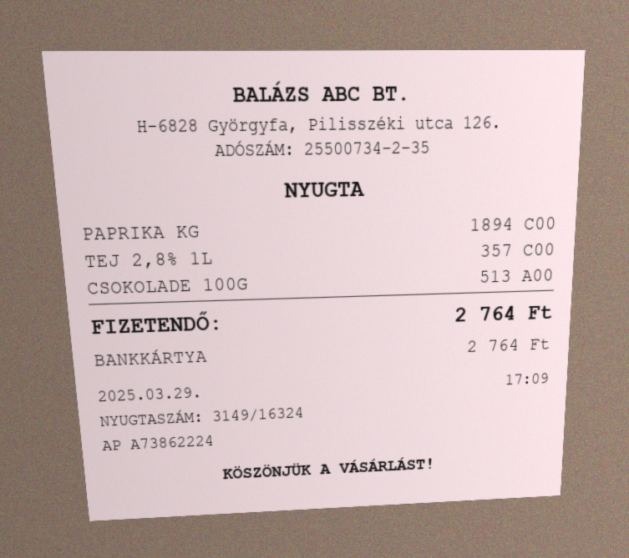 BALÁZS ABC BT.
H-6828 Györgyfa, Pilisszéki utca 126.
ADÓSZÁM: 25500734-2-35
NYUGTA
PAPRIKA KG 1894 C00
TEJ 2,8% 1L 357 C00
CSOKOLADE 100G 513 A00
FIZETENDŐ: 2 764 Ft
BANKKÁRTYA 2 764 Ft
2025.03.29. 17:09
NYUGTASZÁM: 3149/16324
AP A73862224
KÖSZÖNJÜK A VÁSÁRLÁST!